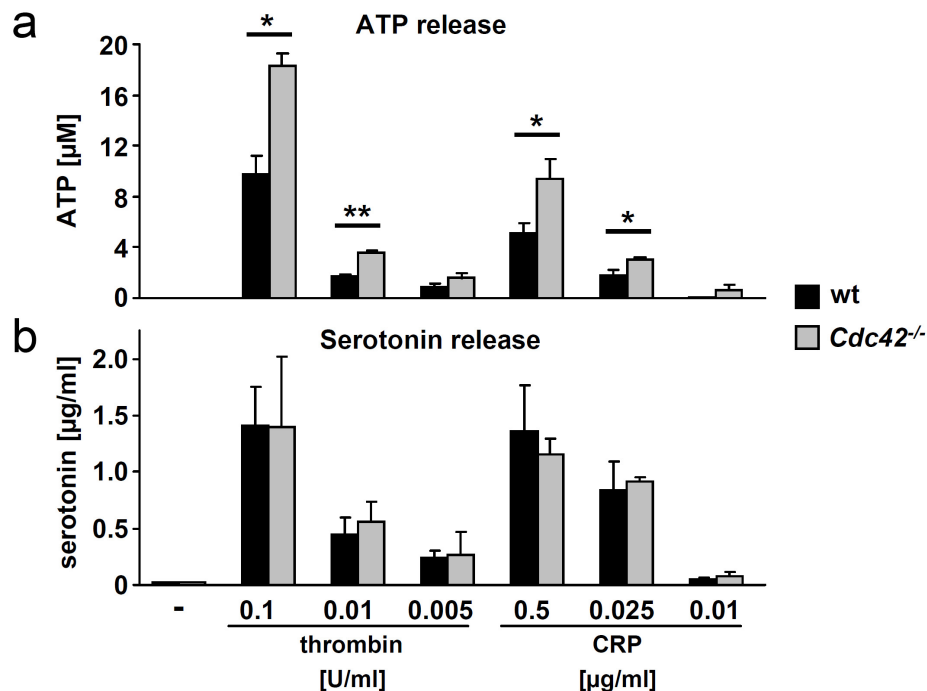 a
ATP release
*
**
*
*
ATP [µM]
20
16
12
8
4
0
wt
Cdc42-/-
b
Serotonin release
serotonin [µg/ml]
2.0
1.5
1.0
0.5
0
- 0.1 0.01 0.005 0.5 0.025 0.01
thrombin CRP
[U/ml] [µg/ml]